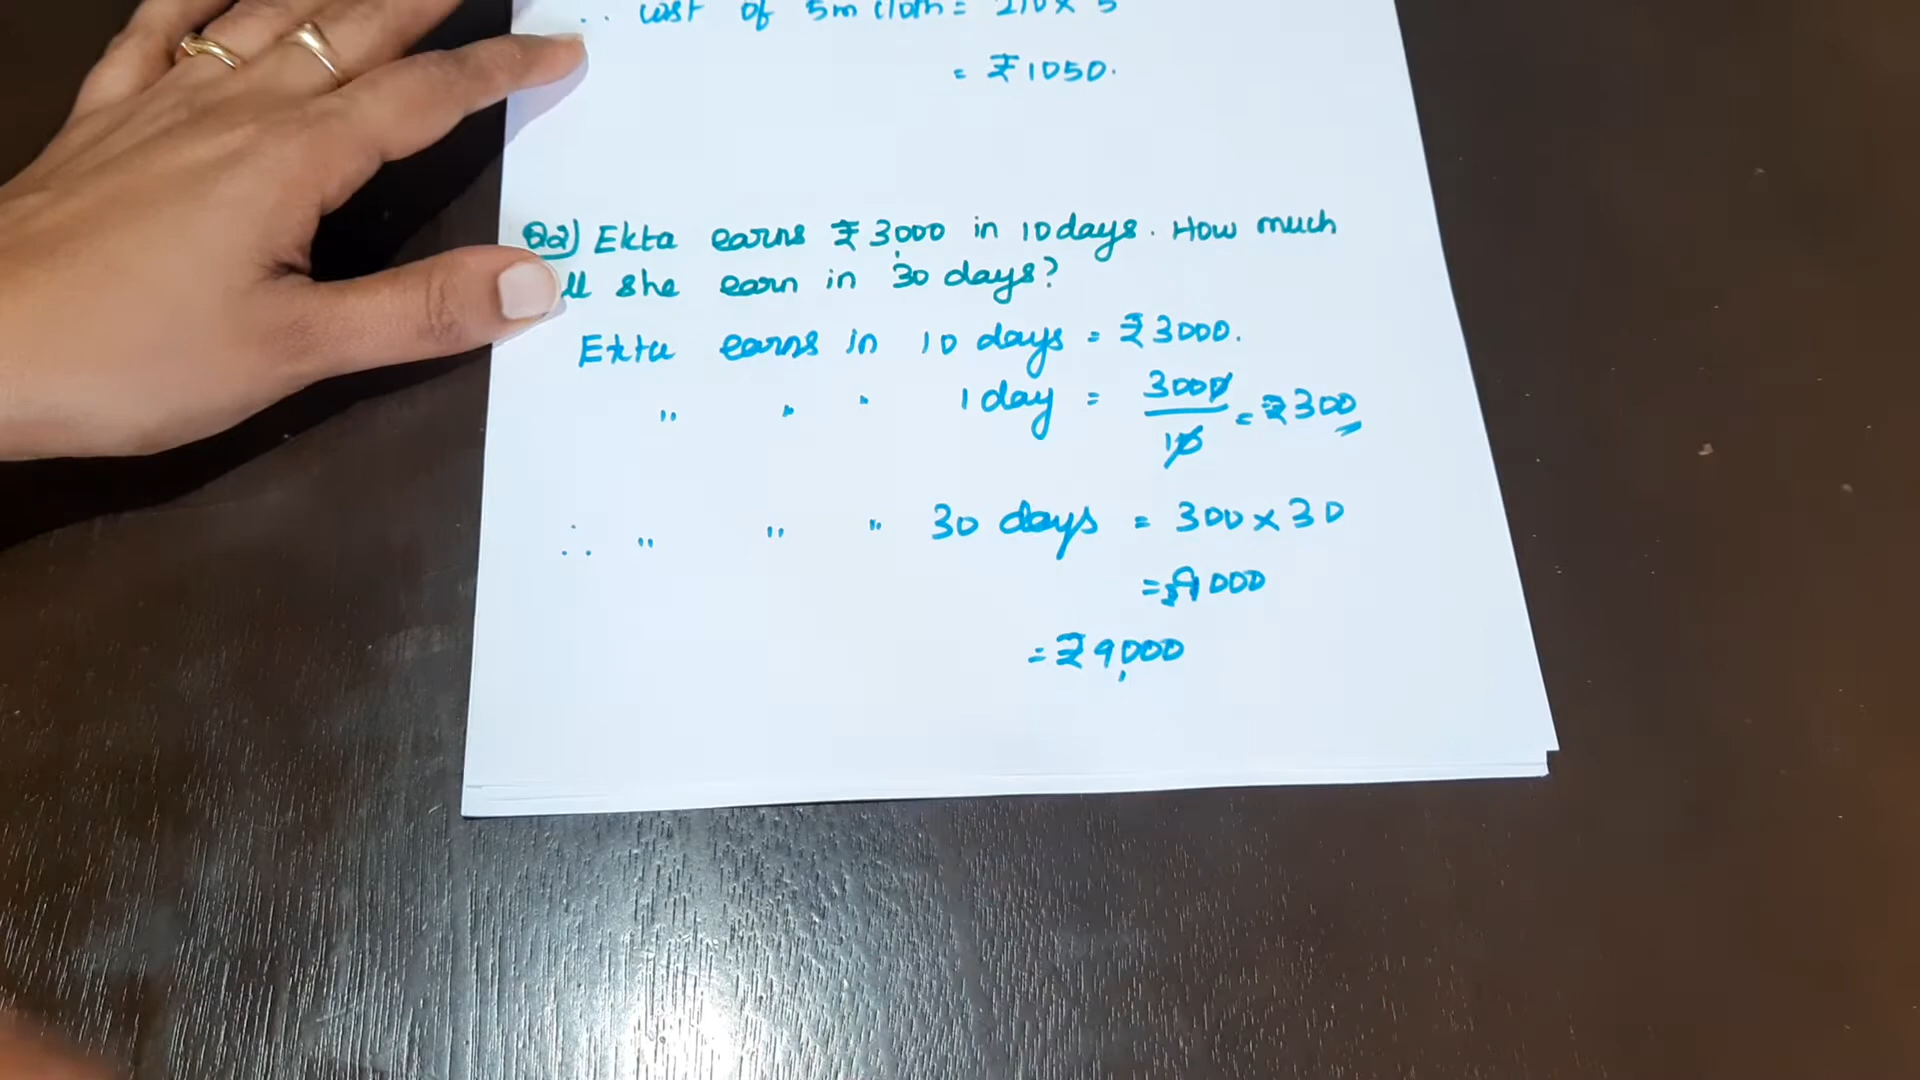 ∴ cost of 5m cloth = 210 x 5
= ₹1050.
Q2) Ekta earns ₹3,000 in 10 days. How much
ll she earn in 30 days?
Ekta earns in 10 days = ₹3000.
" " " 1 day = 3000/10 = ₹300
∴ " " " 30 days = 300 x 30
= 9000
= ₹9,000